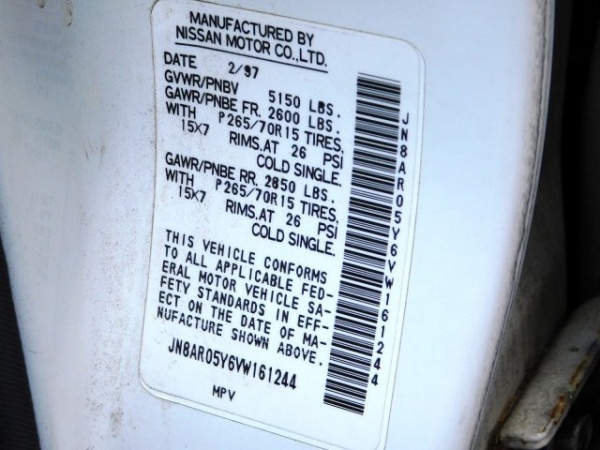 MANUFACTURED BY
NISSAN MOTOR CO.,LTD.
DATE 2/97
GVWR/PNBV 5150 LBS.
GAWR/PNBE FR. 2600 LBS.
WITH P265/70R15 TIRES,
15X7 RIMS.AT 26 PSI
COLD SINGLE.
GAWR/PNBE RR. 2850 LBS.
WITH P265/70R15 TIRES,
15X7 RIMS.AT 26 PSI
COLD SINGLE.
THIS VEHICLE CONFORMS
TO ALL APPLICABLE FED-
ERAL MOTOR VEHICLE SA-
FETY STANDARDS IN EFF-
ECT ON THE DATE OF MA-
NUFACTURE SHOWN ABOVE.
JN8AR05Y6VW161244
MPV
JN8AR05Y6VW161244